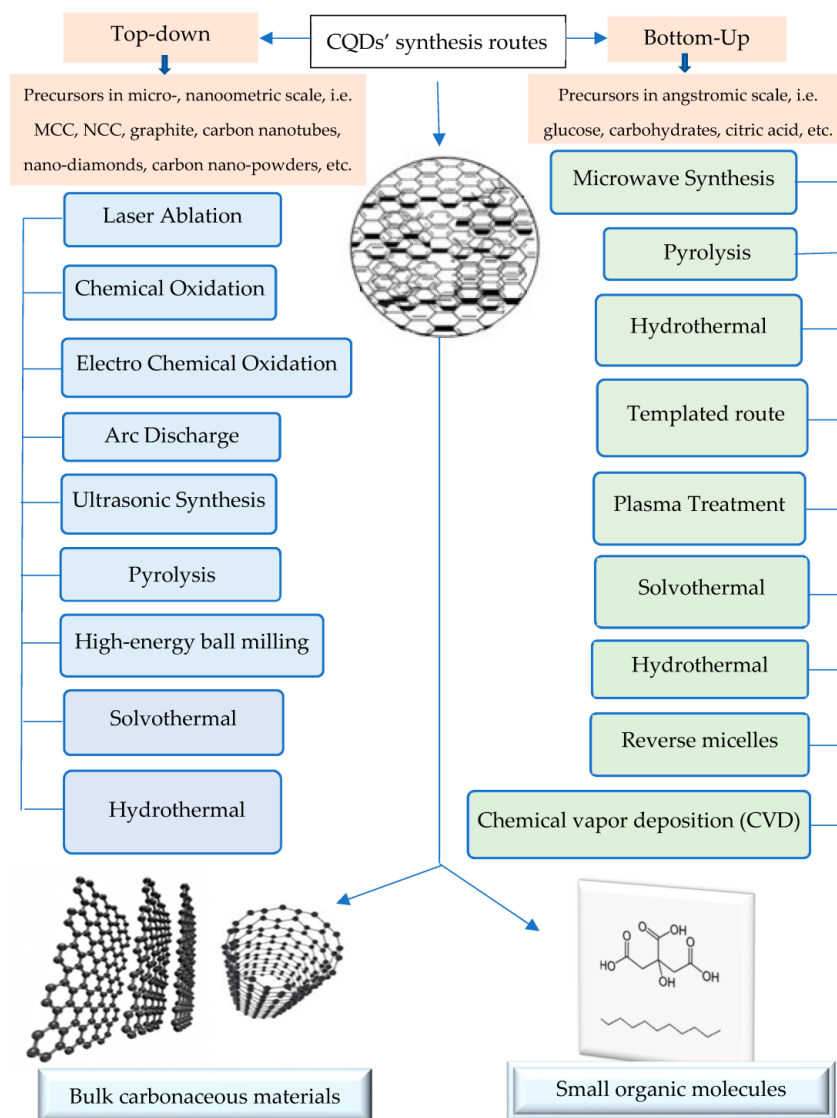 Top-down
CQDs' synthesis routes
Bottom-Up
Precursors in micro-, nanoometric scale, i.e.
MCC, NCC, graphite, carbon nanotubes,
nano-diamonds, carbon nano-powders, etc.
Precursors in angstromic scale, i.e.
glucose, carbohydrates, citric acid, etc.
Laser Ablation
Chemical Oxidation
Electro Chemical Oxidation
Arc Discharge
Ultrasonic Synthesis
Pyrolysis
High-energy ball milling
Solvothermal
Hydrothermal
Microwave Synthesis
Pyrolysis
Hydrothermal
Templated route
Plasma Treatment
Solvothermal
Hydrothermal
Reverse micelles
Chemical vapor deposition (CVD)
O
OH
O
O
HO
OH
OH
Bulk carbonaceous materials
Small organic molecules